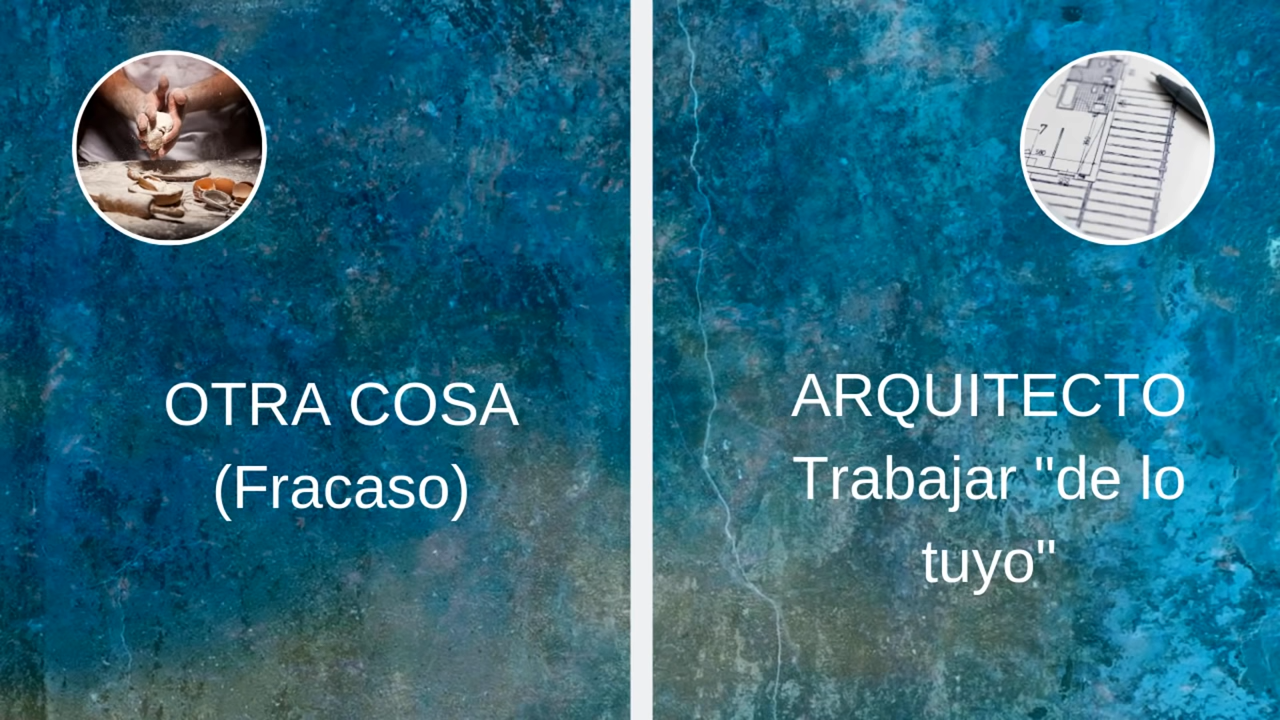 OTRA COSA
(Fracaso)
ARQUITECTO
Trabajar "de lo
tuyo"